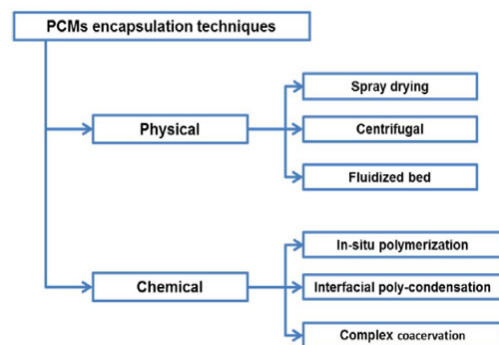 PCMs encapsulation techniques
Spray drying
Physical
Centrifugal
Fluidized bed
In-situ polymerization
Chemical
Interfacial poly-condensation
Complex coacervation